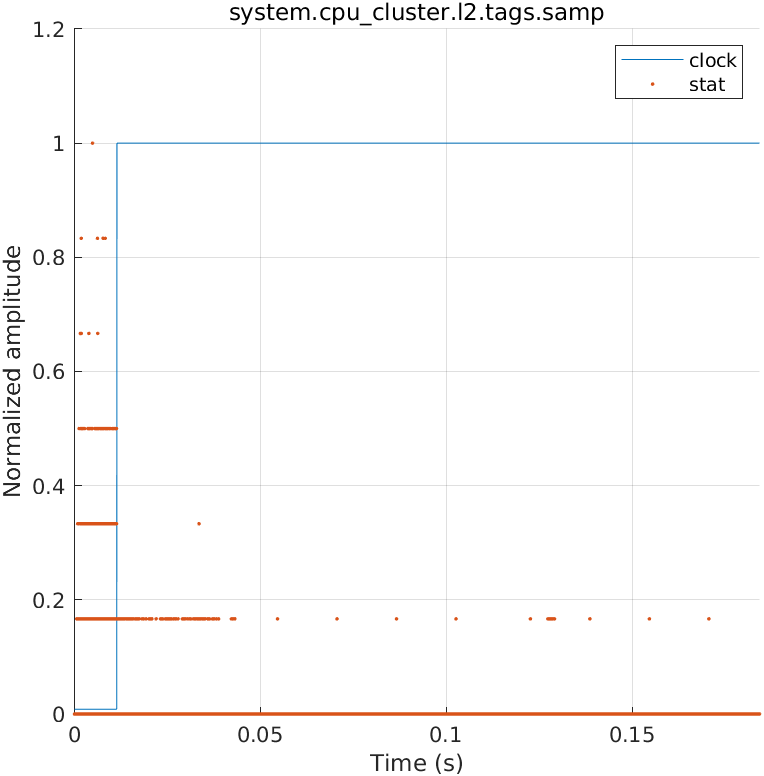 system.cpu_cluster.l2.tags.samp
1.2
clock
stat
1
0.8
Normalized amplitude
0.6
0.4
0.2
0
0
0.05
0.1
0.15
Time (s)